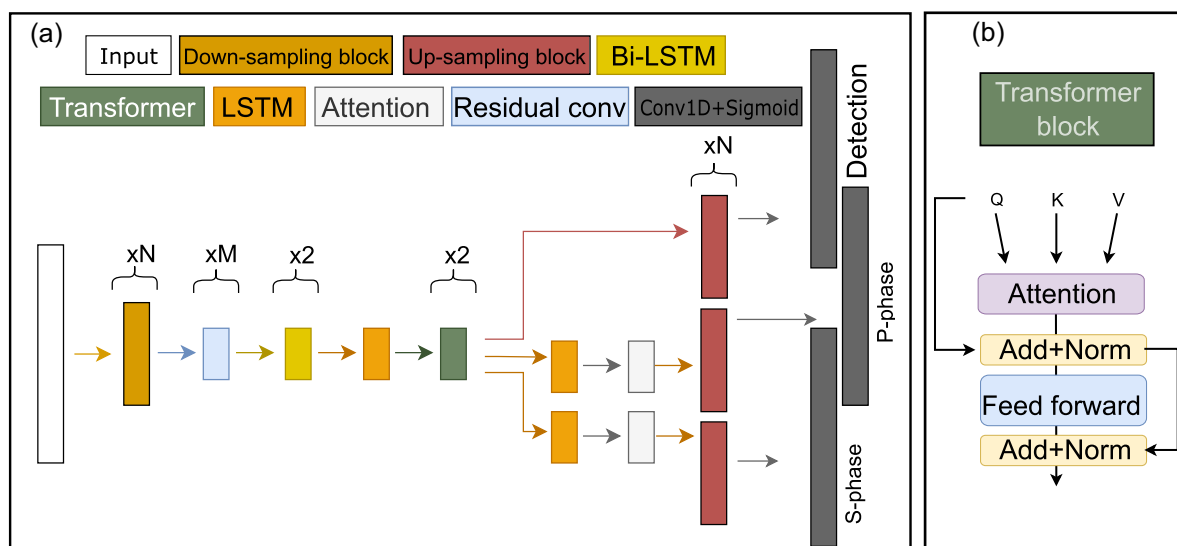 (a)
Input
Down-sampling block
Up-sampling block
Bi-LSTM
Transformer
LSTM
Attention
Residual conv
Conv1D+Sigmoid
xN
xM
x2
x2
xN
Detection
P-phase
S-phase
(b)
Transformer
block
Q
K
V
Attention
Add+Norm
Feed forward
Add+Norm